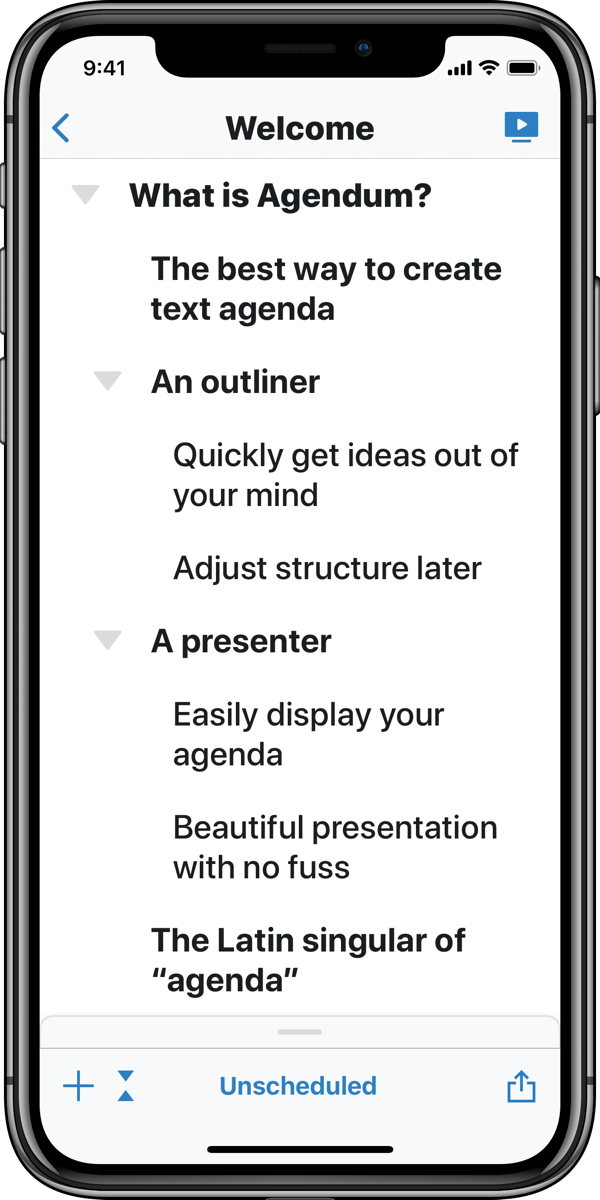 9:41
Welcome
What is Agendum?
The best way to create
text agenda
An outliner
Quickly get ideas out of
your mind
Adjust structure later
A presenter
Easily display your
agenda
Beautiful presentation
with no fuss
The Latin singular of
“agenda”
Unscheduled